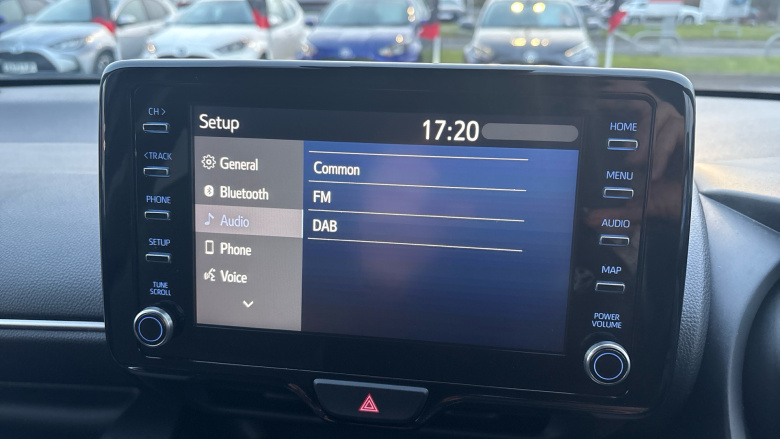 CH >
< TRACK
PHONE
SETUP
TUNE
SCROLL
Setup
17:20
General
Bluetooth
Audio
Phone
Voice
Common
FM
DAB
HOME
MENU
AUDIO
MAP
POWER
VOLUME